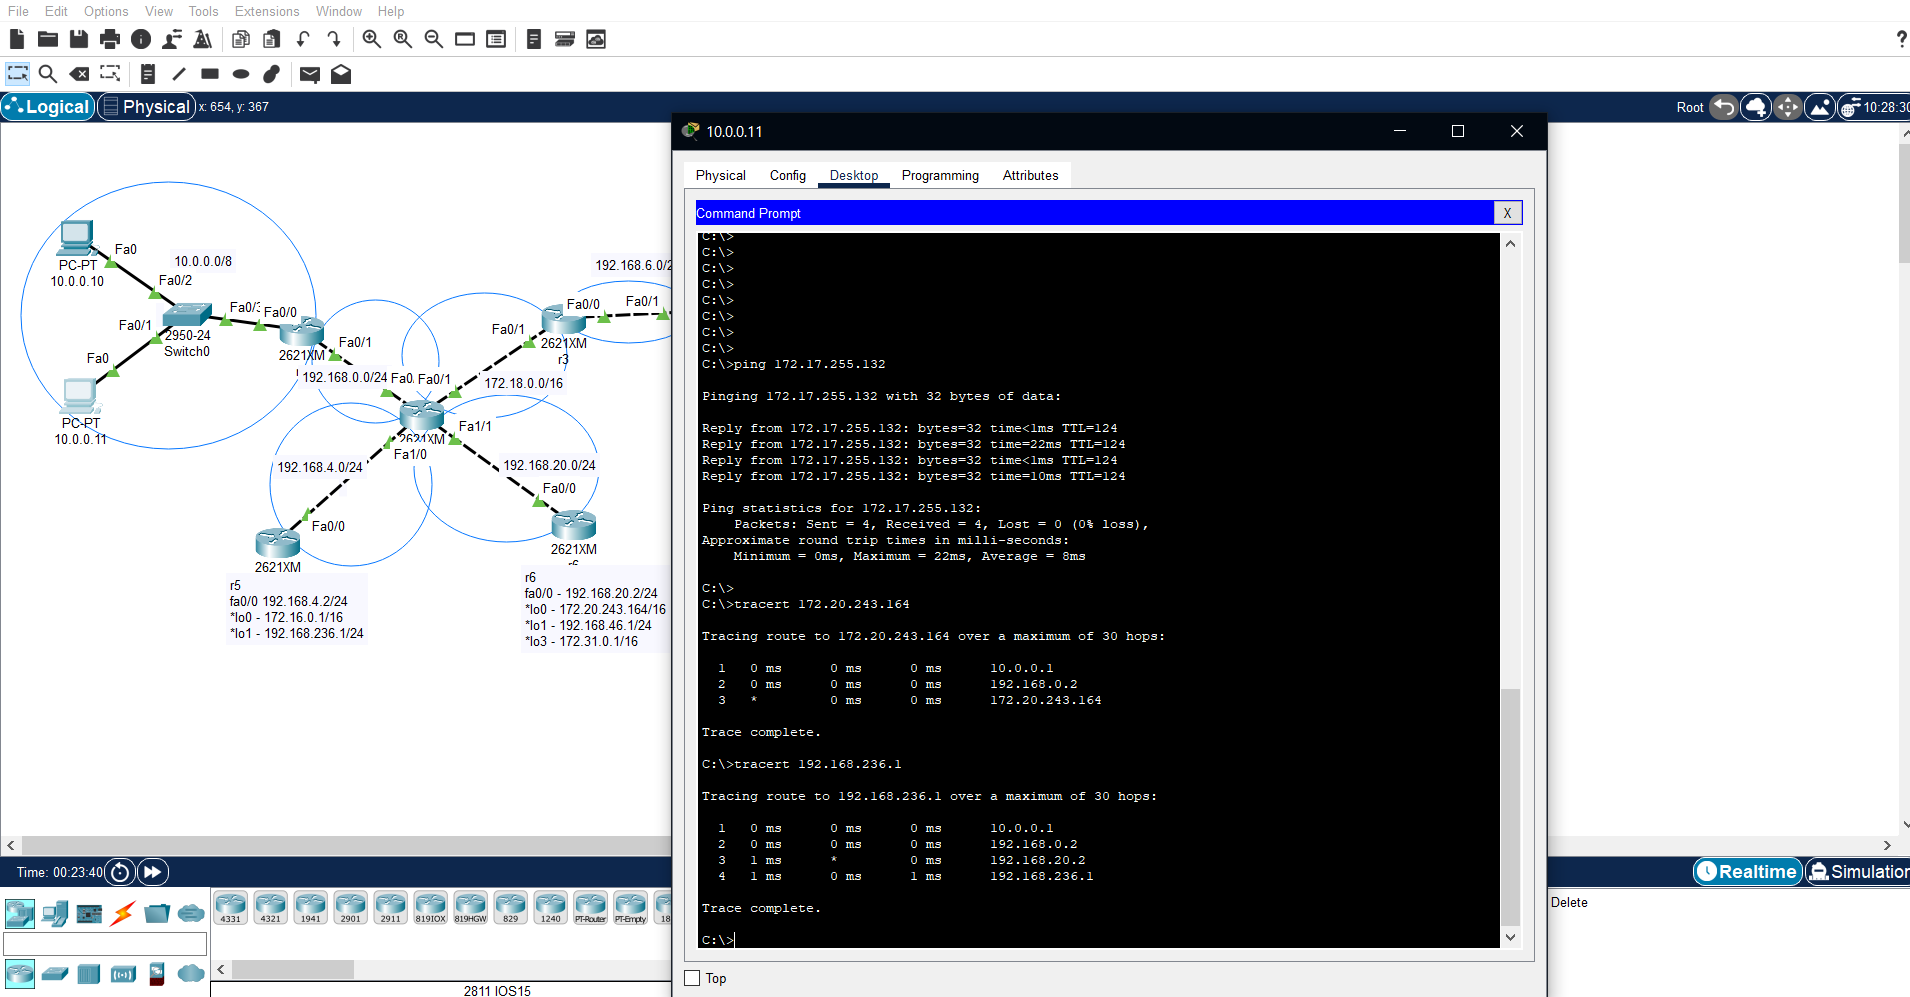 File Edit Options View Tools Extensions Window Help
?
Logical Physical x: 654, y: 367
Root 10:28:30
10.0.0.11
Physical Config Desktop Programming Attributes
Command Prompt X
C:\>
C:\>
C:\>
C:\>
C:\>
C:\>
C:\>
C:\>
C:\>ping 172.17.255.132
Pinging 172.17.255.132 with 32 bytes of data:
Reply from 172.17.255.132: bytes=32 time<1ms TTL=124
Reply from 172.17.255.132: bytes=32 time=22ms TTL=124
Reply from 172.17.255.132: bytes=32 time<1ms TTL=124
Reply from 172.17.255.132: bytes=32 time=10ms TTL=124
Ping statistics for 172.17.255.132:
Packets: Sent = 4, Received = 4, Lost = 0 (0% loss),
Approximate round trip times in milli-seconds:
Minimum = 0ms, Maximum = 22ms, Average = 8ms
C:\>
C:\>tracert 172.20.243.164
Tracing route to 172.20.243.164 over a maximum of 30 hops:
1 0 ms 0 ms 0 ms 10.0.0.1
2 0 ms 0 ms 0 ms 192.168.0.2
3 * 0 ms 0 ms 172.20.243.164
Trace complete.
C:\>tracert 192.168.236.1
Tracing route to 192.168.236.1 over a maximum of 30 hops:
1 0 ms 0 ms 0 ms 10.0.0.1
2 0 ms 0 ms 0 ms 192.168.0.2
3 1 ms * 0 ms 192.168.20.2
4 1 ms 0 ms 1 ms 192.168.236.1
Trace complete.
C:\>
Top
Fa0
PC-PT
10.0.0.10
10.0.0.0/8
Fa0/2
Fa0/3
Fa0/0
Fa0/1
2950-24
Switch0
Fa0
PC-PT
10.0.0.11
2621XM
Fa0/1
192.168.0.0/24
Fa0/1
172.18.0.0/16
Fa0/1
192.168.6.0/2
Fa0/0
Fa0/1
2621XM
r3
2621XM
Fa1/1
Fa1/0
192.168.4.0/24
192.168.20.0/24
Fa0/0
Fa0/0
2621XM
2621XM
r6
r5
fa0/0 192.168.4.2/24
*lo0 - 172.16.0.1/16
*lo1 - 192.168.236.1/24
r6
fa0/0 - 192.168.20.2/24
*lo0 - 172.20.243.164/16
*lo1 - 192.168.46.1/24
*lo3 - 172.31.0.1/16
Time: 00:23:40
Realtime Simulation
4331 4321 1941 2901 2911 819IOX 819HGW 829 1240 PT-Router PT-Empty 18
Delete
2811 IOS15